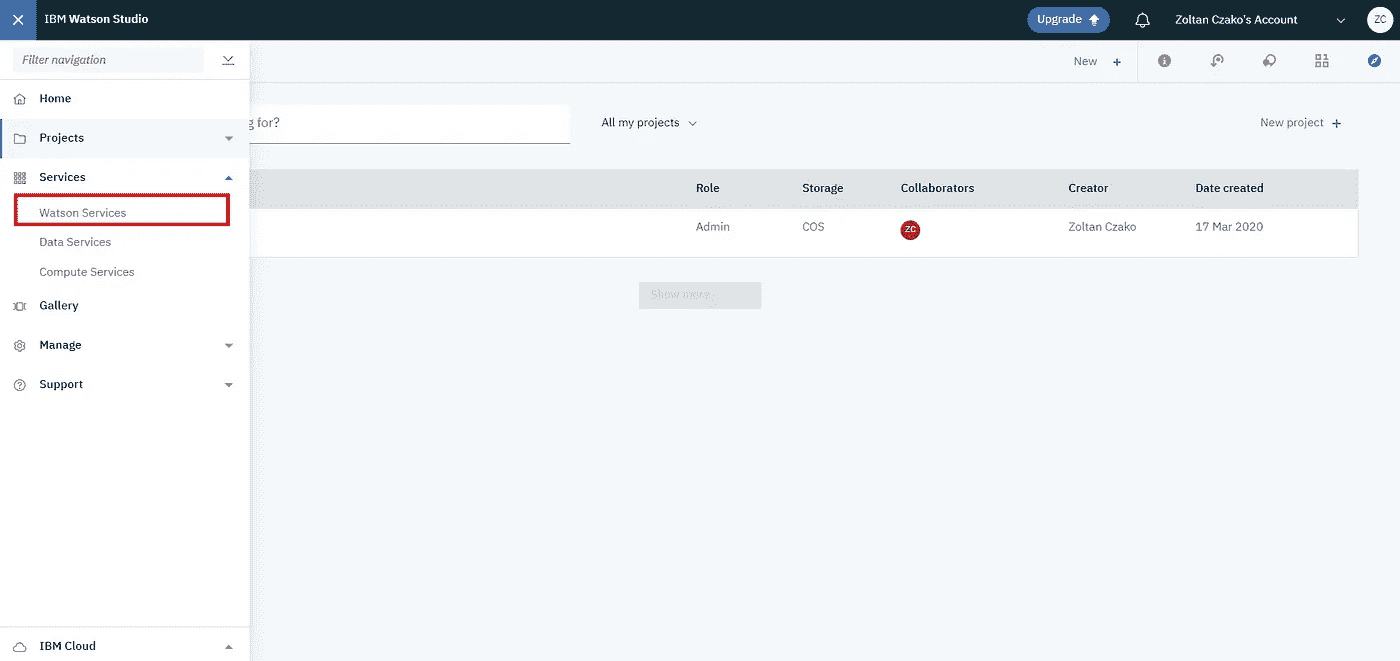 IBM Watson Studio
Upgrade
Zoltan Czako's Account
ZC
Filter navigation
New +
Home
for?
All my projects
New project +
Projects
Services
Role Storage Collaborators Creator Date created
Watson Services
Admin COS ZC Zoltan Czako 17 Mar 2020
Data Services
Compute Services
Show more
Gallery
Manage
Support
IBM Cloud